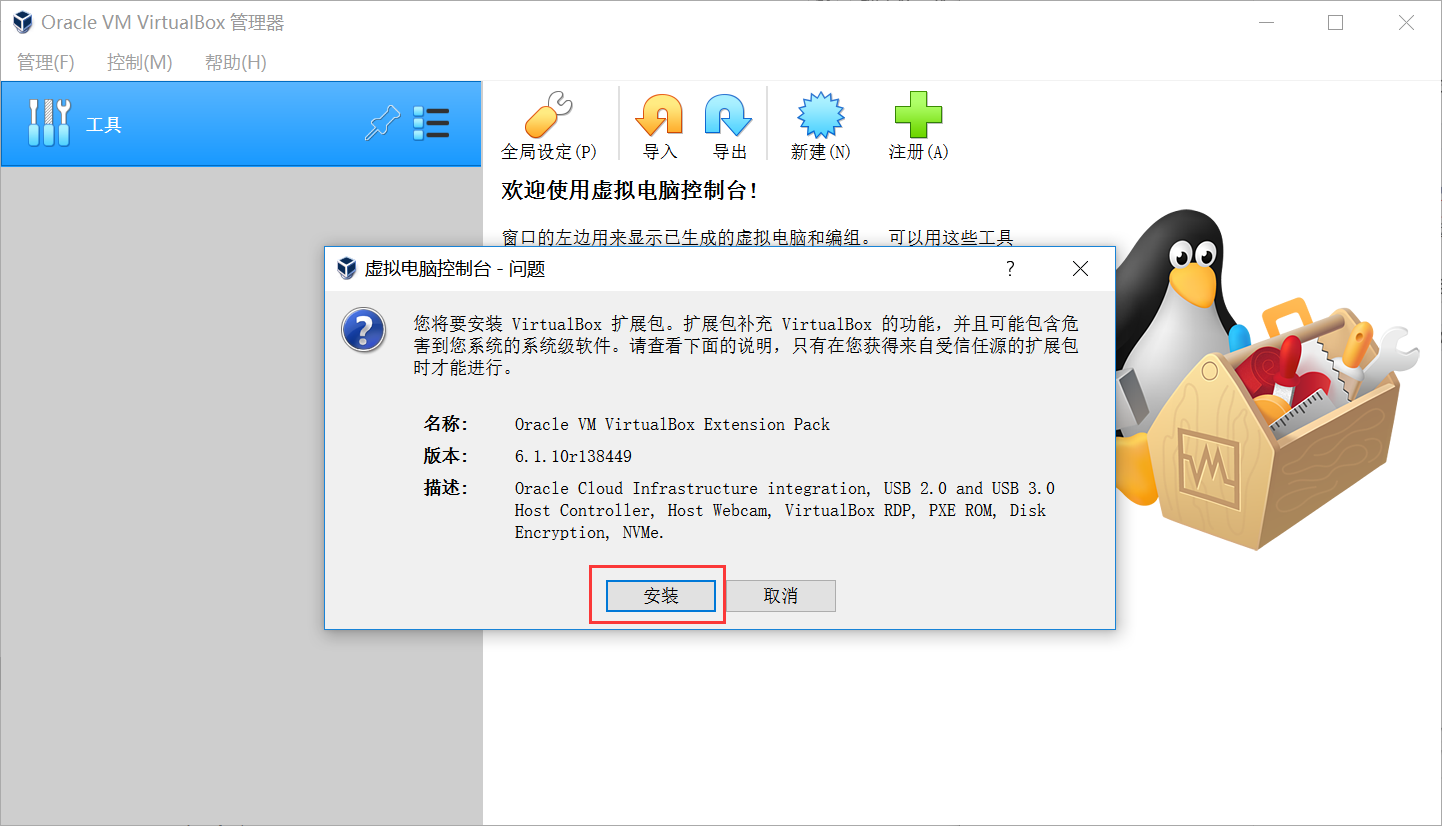 Oracle VM VirtualBox 管理器
管理(F) 控制(M) 帮助(H)
工具
全局设定(P) 导入 导出 新建(N) 注册(A)
欢迎使用虚拟电脑控制台!
窗口的左边用来显示已生成的虚拟电脑和编组。 可以用这些工具
虚拟电脑控制台 - 问题
您将要安装 VirtualBox 扩展包。扩展包补充 VirtualBox 的功能，并且可能包含危
害到您系统的系统级软件。请查看下面的说明，只有在您获得来自受信任源的扩展包
时才能进行。
名称: Oracle VM VirtualBox Extension Pack
版本: 6.1.10r138449
描述: Oracle Cloud Infrastructure integration, USB 2.0 and USB 3.0
Host Controller, Host Webcam, VirtualBox RDP, PXE ROM, Disk
Encryption, NVMe.
安装 取消